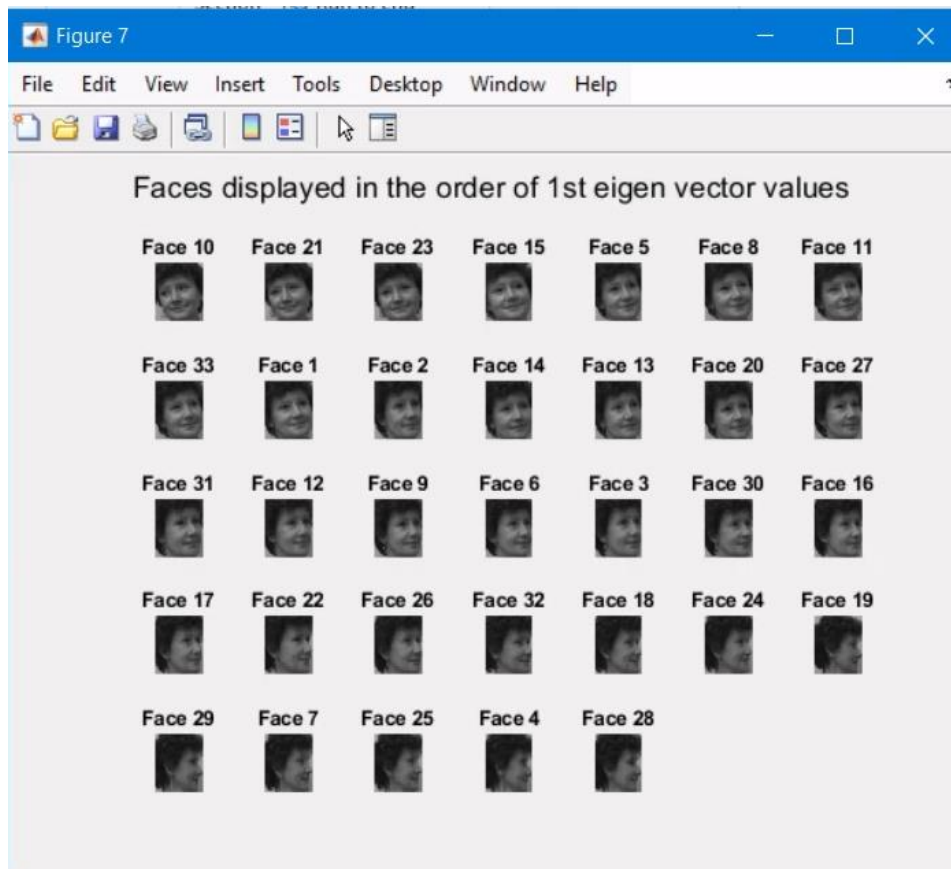 Figure 7
File Edit View Insert Tools Desktop Window Help
Faces displayed in the order of 1st eigen vector values
Face 10 Face 21 Face 23 Face 15 Face 5 Face 8 Face 11
Face 33 Face 1 Face 2 Face 14 Face 13 Face 20 Face 27
Face 31 Face 12 Face 9 Face 6 Face 3 Face 30 Face 16
Face 17 Face 22 Face 26 Face 32 Face 18 Face 24 Face 19
Face 29 Face 7 Face 25 Face 4 Face 28